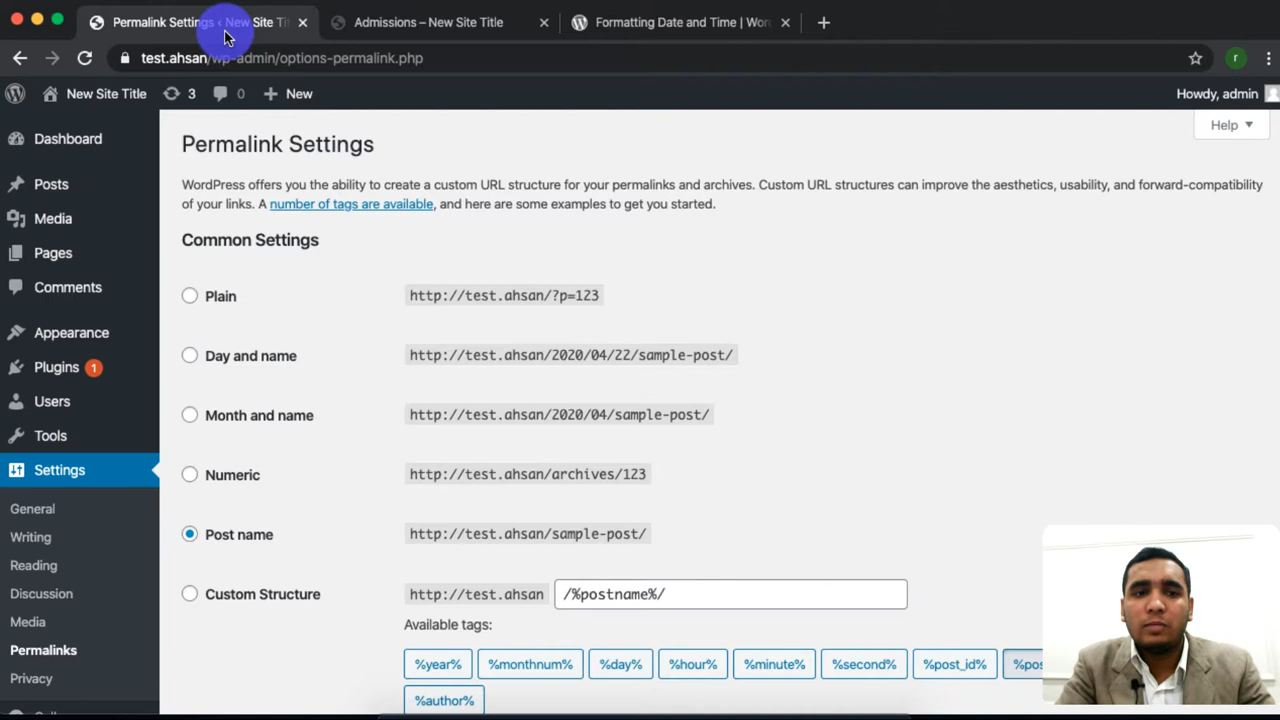 Permalink Settings ‹ New Site Ti
Admissions – New Site Title
Formatting Date and Time | Wor
test.ahsan/wp-admin/options-permalink.php
r
New Site Title
3
0
New
Howdy, admin
Help
Dashboard
Posts
Media
Pages
Comments
Appearance
Plugins 1
Users
Tools
Settings
General
Writing
Reading
Discussion
Media
Permalinks
Privacy
Permalink Settings
WordPress offers you the ability to create a custom URL structure for your permalinks and archives. Custom URL structures can improve the aesthetics, usability, and forward-compatibility
of your links. A number of tags are available, and here are some examples to get you started.
Common Settings
Plain http://test.ahsan/?p=123
Day and name http://test.ahsan/2020/04/22/sample-post/
Month and name http://test.ahsan/2020/04/sample-post/
Numeric http://test.ahsan/archives/123
Post name http://test.ahsan/sample-post/
Custom Structure http://test.ahsan /%postname%/
Available tags:
%year% %monthnum% %day% %hour% %minute% %second% %post_id% %pos
%author%